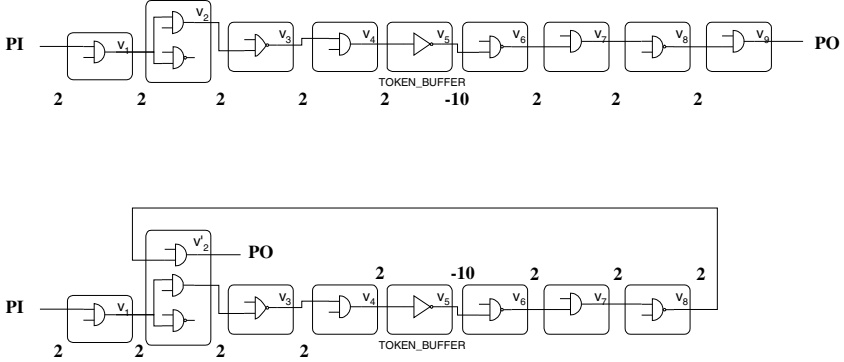 PI v1 v2 v3 v4 v5 v6 v7 v8 v9 PO
TOKEN_BUFFER
2 2 2 2 2 -10 2 2 2
v'2
PO
2 -10 2 2 2
PI v1 v3 v4 v5 v6 v7 v8
TOKEN_BUFFER
2 2 2 2